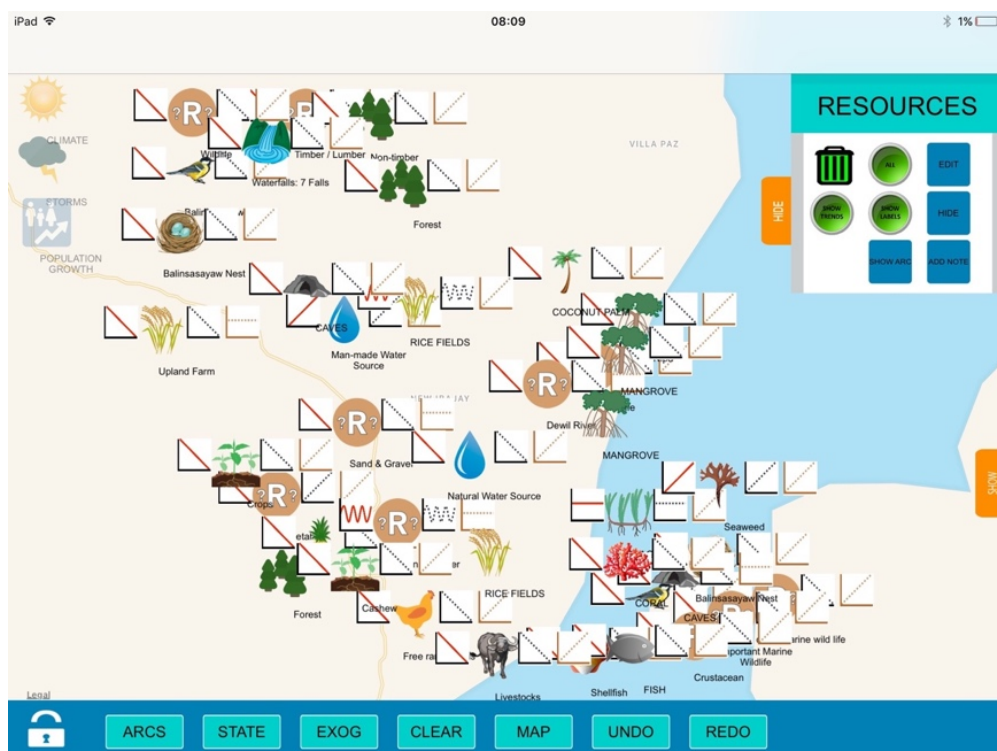 iPad
08:09
1%
RESOURCES
CLIMATE
VILLA PAZ
ALL
EDIT
?R?
Wildlife
Timber / Lumber
Non-timber
Waterfalls: 7 Falls
HIDE
STORMS
SHOW
TRENDS
SHOW
LABELS
HIDE
Forest
POPULATION
GROWTH
Balinsasayaw Nest
SHOW ARC
ADD NOTE
COCONUT PALM
CAVES
RICE FIELDS
Man-made Water
Source
Upland Farm
?R?
MANGROVE
Dewil River
?R?
MANGROVE
Sand & Gravel
SHOW
Natural Water Source
Crops
?R?
Seaweed
?R?
RICE FIELDS
Forest
Cashew
CORAL
Balinsasayaw Nest
CAVES
Marine wild life
Important Marine
Wildlife
Crustacean
Livestocks
Shellfish
FISH
Legal
ARCS
STATE
EXOG
CLEAR
MAP
UNDO
REDO